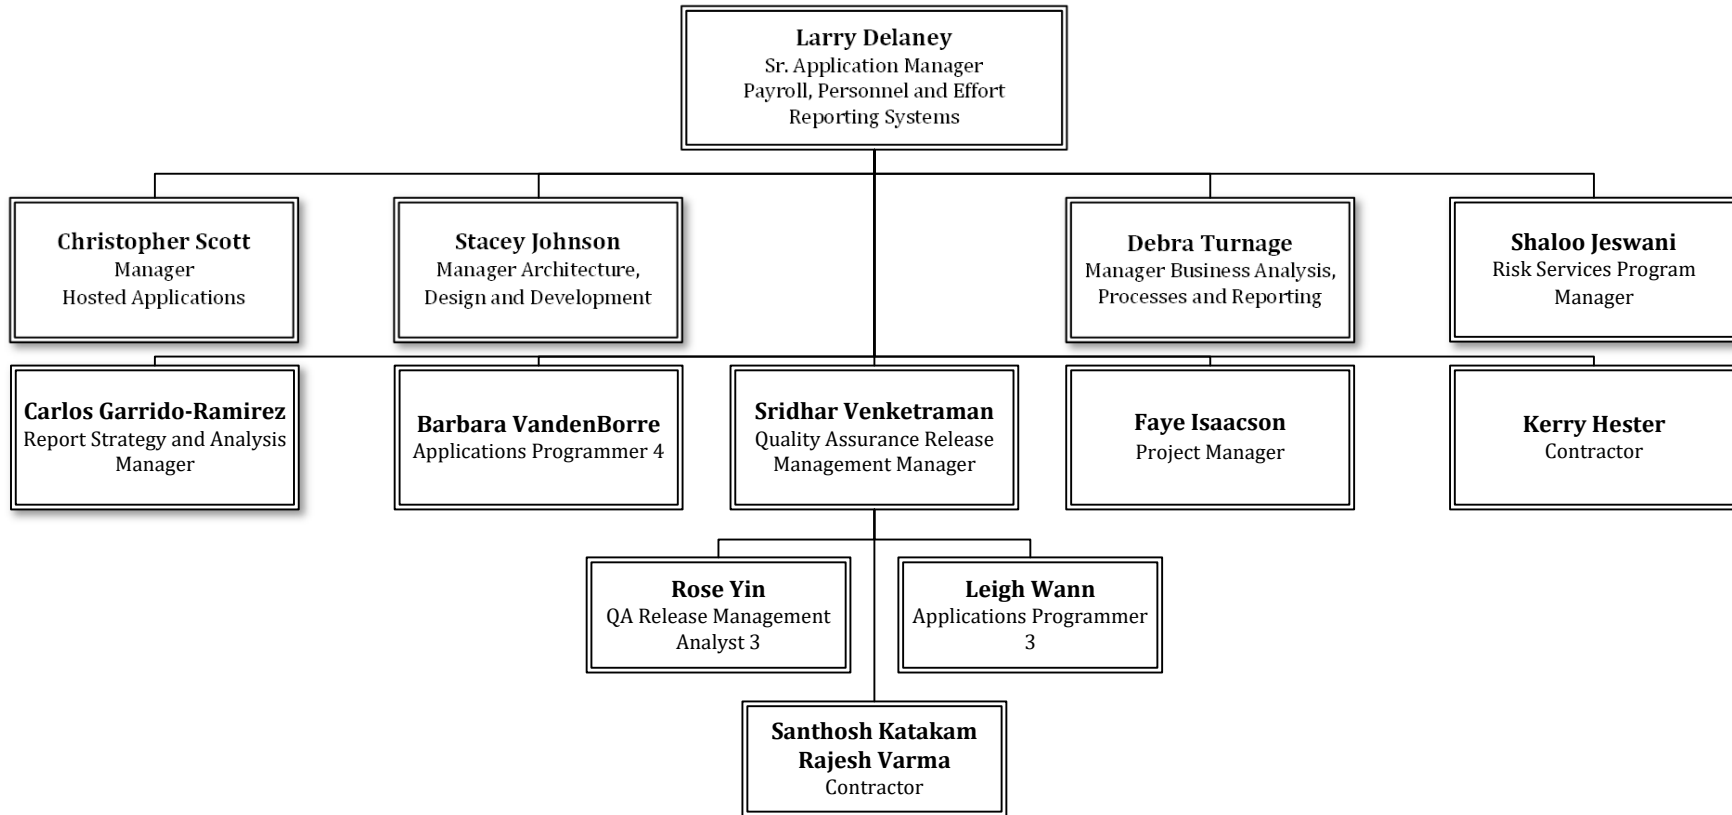 Larry Delaney
Sr. Application Manager
Payroll, Personnel and Effort
Reporting Systems
Christopher Scott
Manager
Hosted Applications
Stacey Johnson
Manager Architecture,
Design and Development
Debra Turnage
Manager Business Analysis,
Processes and Reporting
Shaloo Jeswani
Risk Services Program
Manager
Carlos Garrido-Ramirez
Report Strategy and Analysis
Manager
Barbara VandenBorre
Applications Programmer 4
Sridhar Venketraman
Quality Assurance Release
Management Manager
Faye Isaacson
Project Manager
Kerry Hester
Contractor
Rose Yin
QA Release Management
Analyst 3
Leigh Wann
Applications Programmer
3
Santhosh Katakam
Rajesh Varma
Contractor